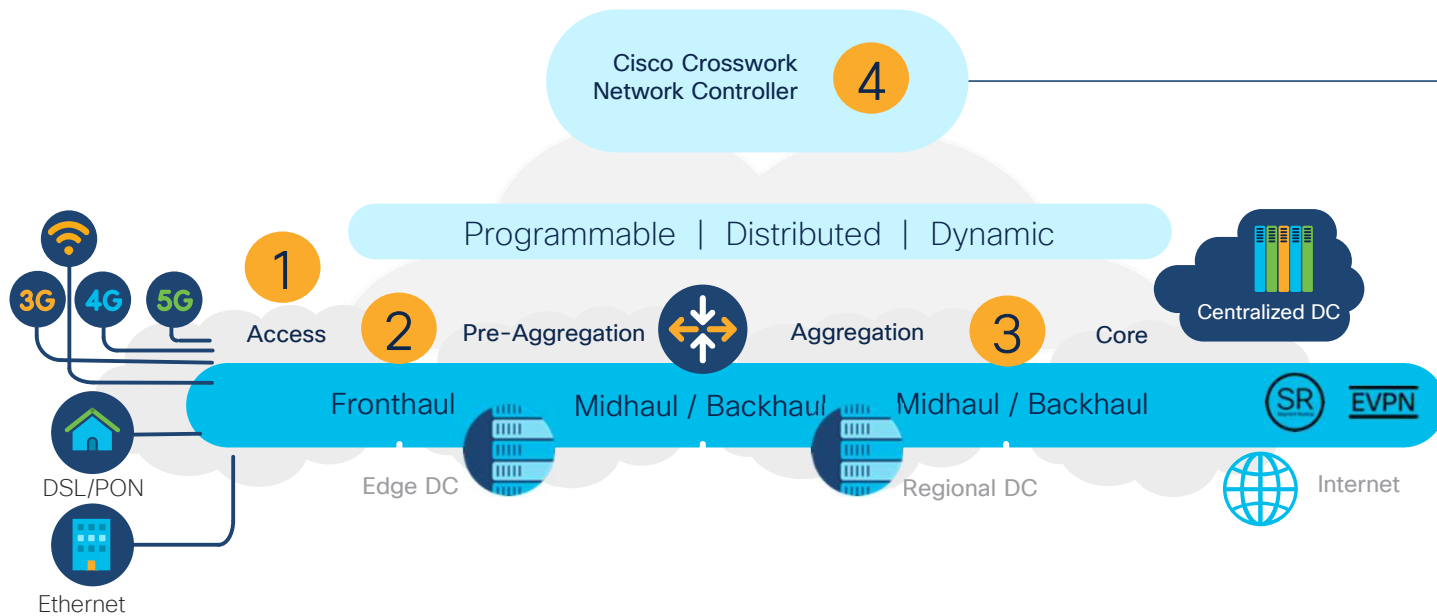 Cisco Crosswork
Network Controller
4
Programmable | Distributed | Dynamic
1
3G
4G
5G
Access
2
Pre-Aggregation
Aggregation
3
Core
Centralized DC
Fronthaul
Midhaul / Backhaul
Midhaul / Backhaul
SR
EVPN
DSL/PON
Edge DC
Regional DC
Internet
Ethernet